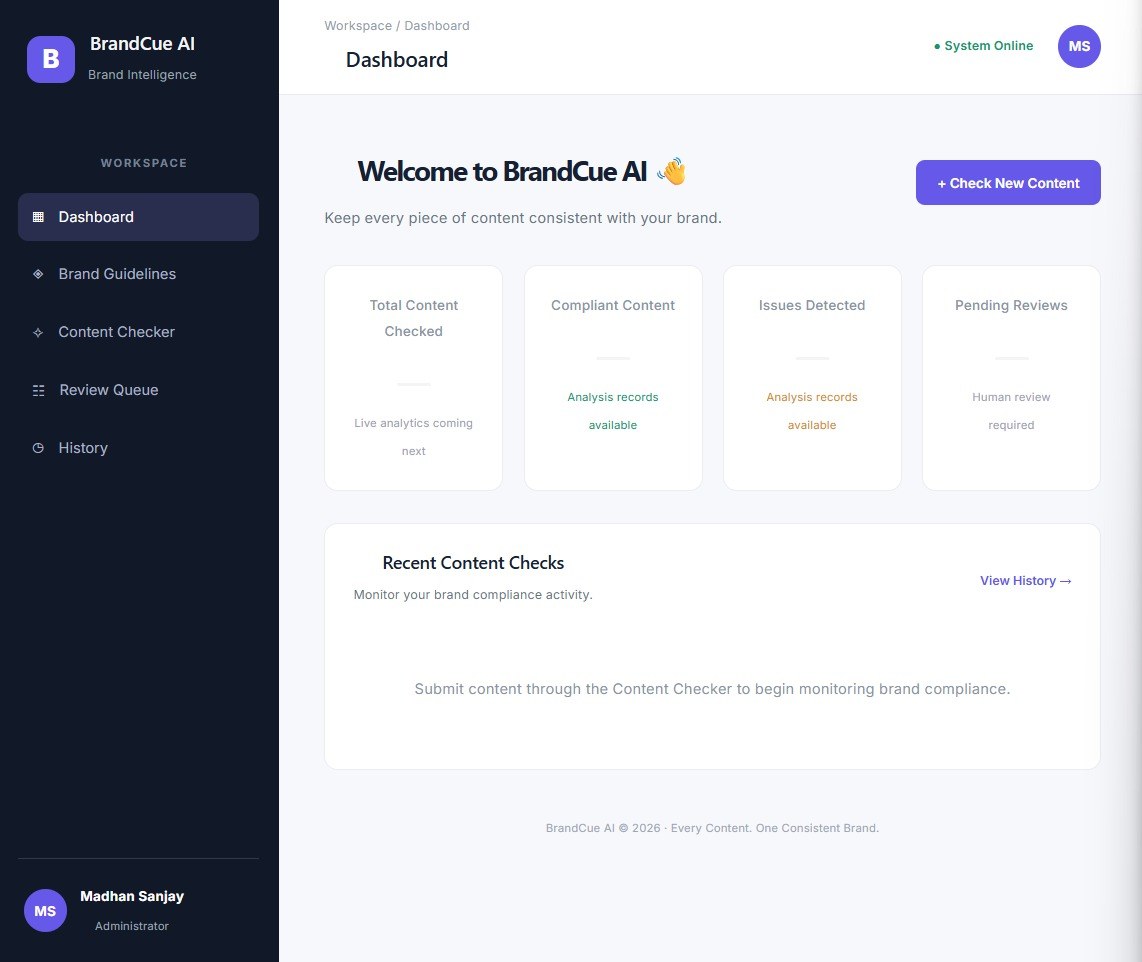 B
BrandCue AI
Brand Intelligence
WORKSPACE
Dashboard
Brand Guidelines
Content Checker
Review Queue
History
MS
Madhan Sanjay
Administrator
Workspace / Dashboard
Dashboard
● System Online
MS
Welcome to BrandCue AI 👋
Keep every piece of content consistent with your brand.
+ Check New Content
Total Content
Checked
—
Live analytics coming
next
Compliant Content
—
Analysis records
available
Issues Detected
—
Analysis records
available
Pending Reviews
—
Human review
required
Recent Content Checks
Monitor your brand compliance activity.
View History →
Submit content through the Content Checker to begin monitoring brand compliance.
BrandCue AI © 2026 · Every Content. One Consistent Brand.